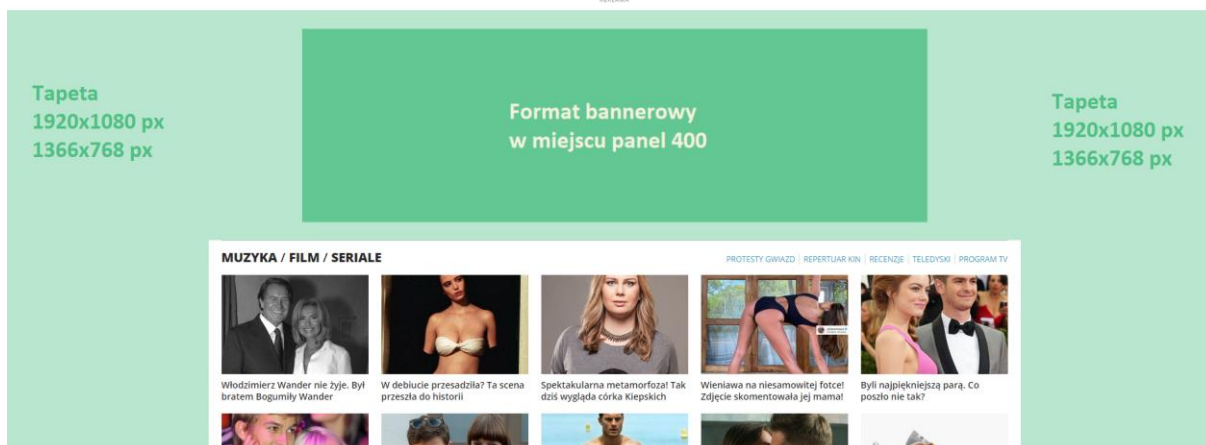 Tapeta
1920x1080 px
1366x768 px
Format bannerowy
w miejscu panel 400
Tapeta
1920x1080 px
1366x768 px
MUZYKA / FILM / SERIALE
PROTESTY GWIAZD | REPERTUAR KIN | RECENZJE | TELEDYSKI | PROGRAM TV
Włodzimierz Wander nie żyje. Był
bratem Bogumiły Wander
W debiucie przesadziła? Ta scena
przeszła do historii
Spektakularna metamorfoza! Tak
dziś wygląda córka Kiepskich
Wieniawa na niesamowitej fotce!
Zdjęcie skomentowała jej mama!
Byli najpiękniejszą parą. Co
poszło nie tak?